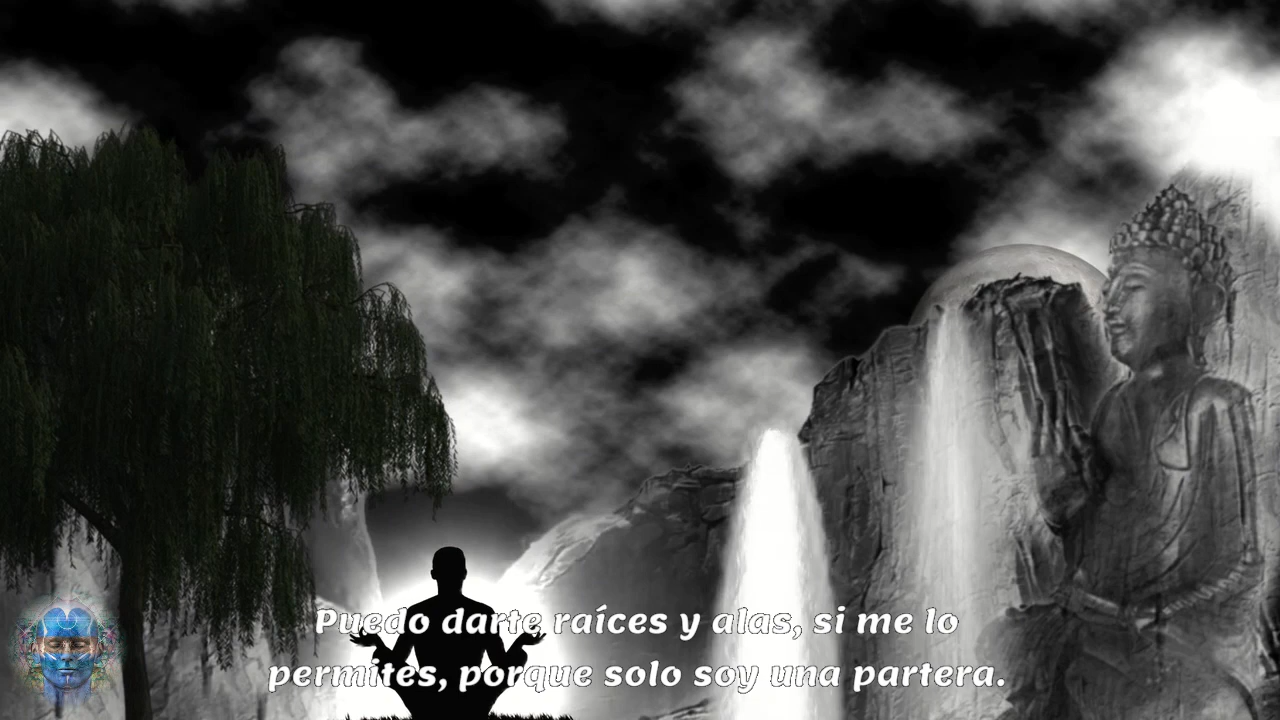 Puedo darte raíces y alas, si me lo
permites, porque solo soy una partera.